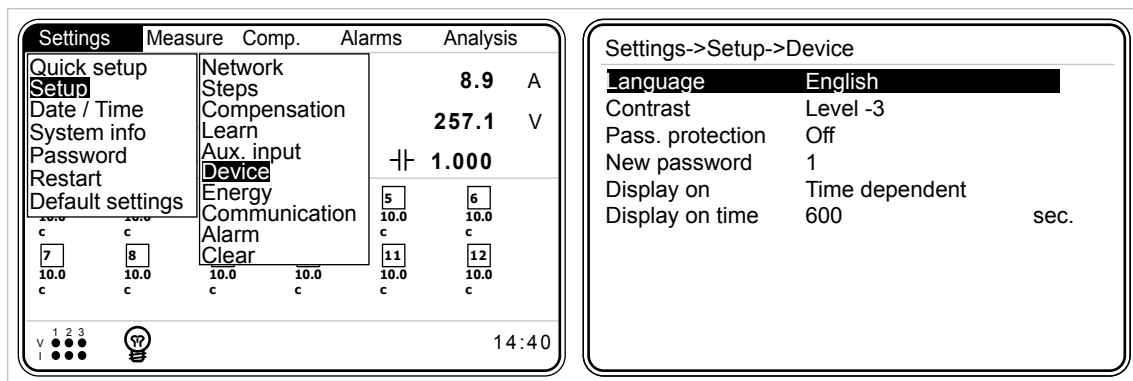 Settings Measure Comp. Alarms Analysis
Quick setup
Setup
Date / Time
System info
Password
Restart
Default settings
Network
Steps
Compensation
Learn
Aux. input
Device
Energy
Communication
Alarm
Clear
8.9 A
257.1 V
1.000
5 6
10.0 10.0
c c c c
7 8 11 12
10.0 10.0 10.0 10.0 10.0 10.0
c c c c c c
1 2 3
V
I
14:40
Settings->Setup->Device
Language English
Contrast Level -3
Pass. protection Off
New password 1
Display on Time dependent
Display on time 600 sec.